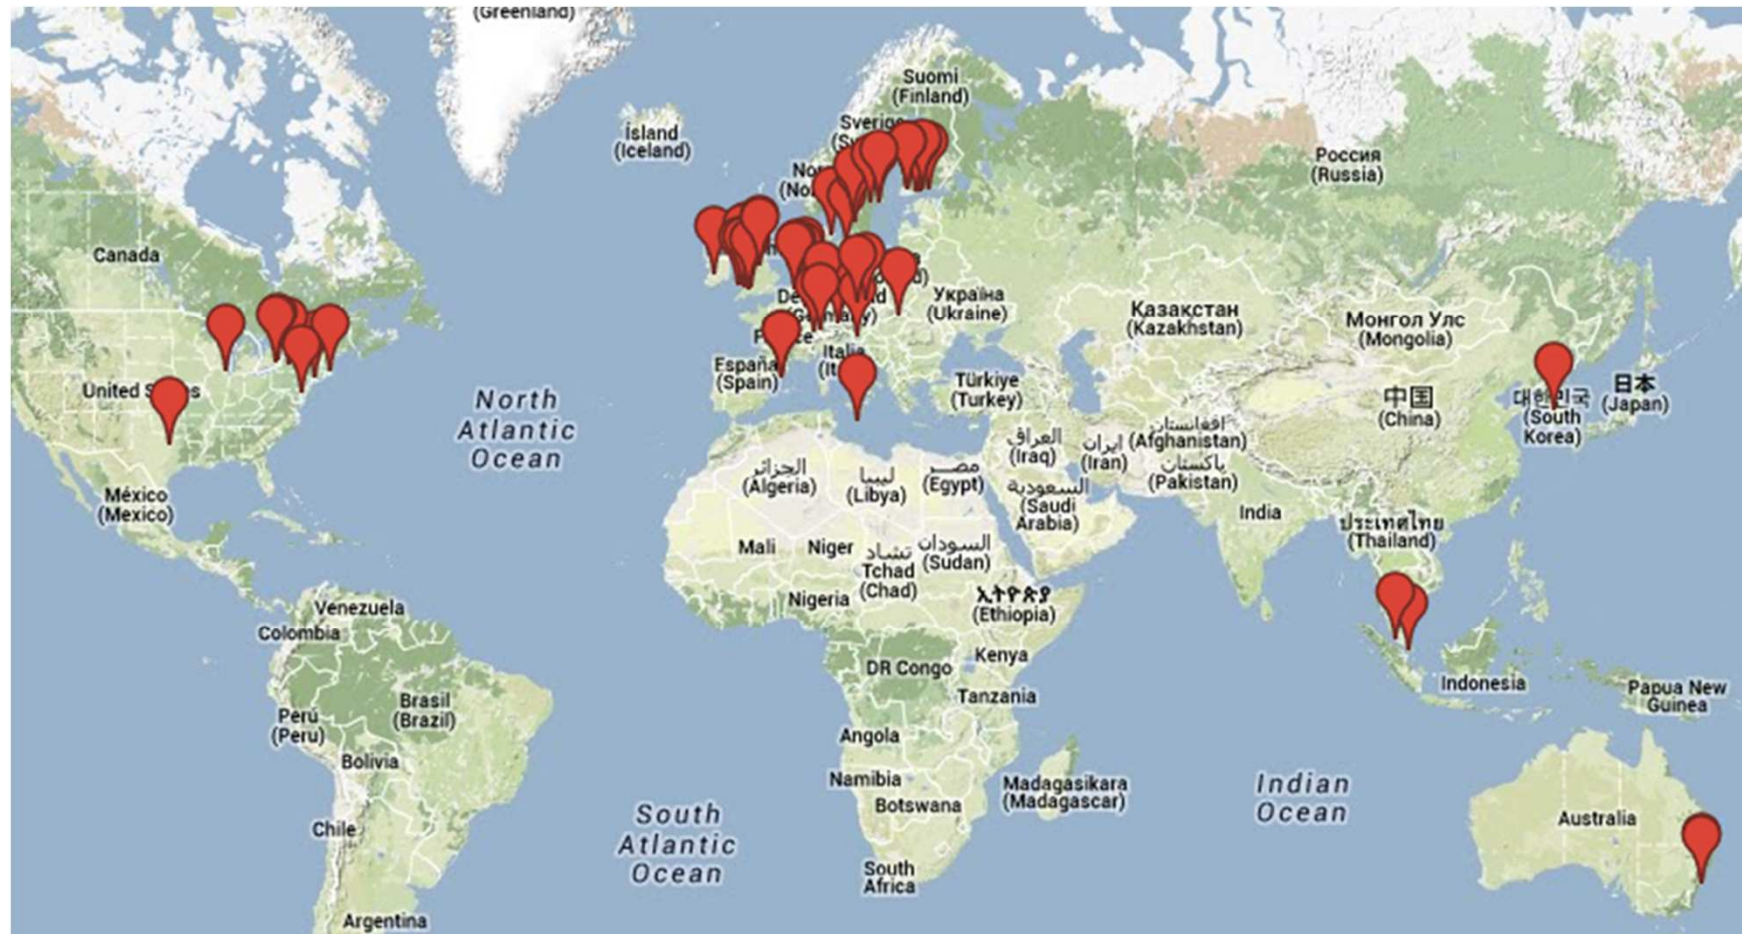 (Greenland)
Suomi
(Finland)
Ísland
(Iceland)
Sverige
Россия
(Russia)
Canada
Україна
(Ukraine)
Қазақстан
(Kazakhstan)
Монгол Улс
(Mongolia)
España
(Spain)
Italia
United States
Türkiye
(Turkey)
中国
(China)
日本
(Japan)
(South
Korea)
North
Atlantic
Ocean
العراق
(Iraq)
ایران
(Iran)
افغانستان
(Afghanistan)
پاکستان
(Pakistan)
الجزائر
(Algeria)
ليبيا
(Libya)
مصر
(Egypt)
السعودية
(Saudi
Arabia)
México
(Mexico)
India
ประเทศไทย
(Thailand)
Mali
Niger
تشاد
Tchad
(Chad)
السودان
(Sudan)
Nigeria
ኢትዮጵያ
(Ethiopia)
Venezuela
Colombia
DR Congo
Kenya
Tanzania
Indonesia
Papua New
Guinea
Brasil
(Brazil)
Perú
(Peru)
Angola
Bolivia
Namibia
Botswana
Madagasikara
(Madagascar)
Indian
Ocean
Australia
Chile
South
Atlantic
Ocean
South
Africa
Argentina